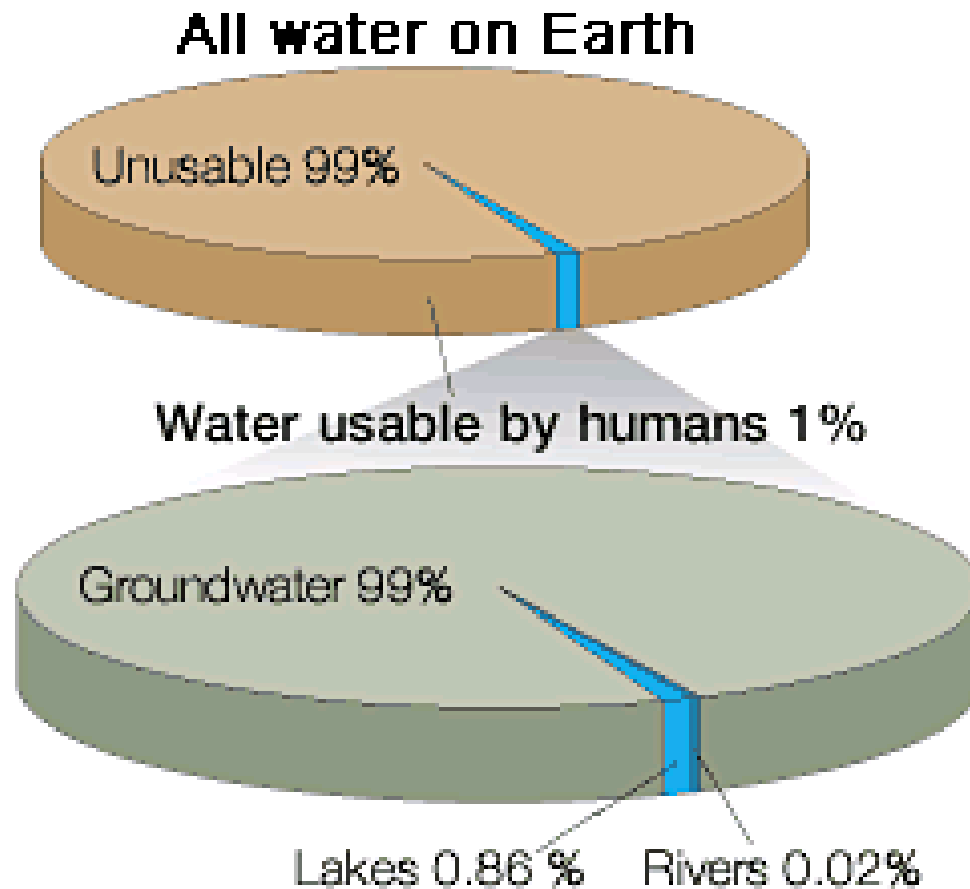 All water on Earth
Unusable 99%
Water usable by humans 1%
Groundwater 99%
Lakes 0.86 % Rivers 0.02%